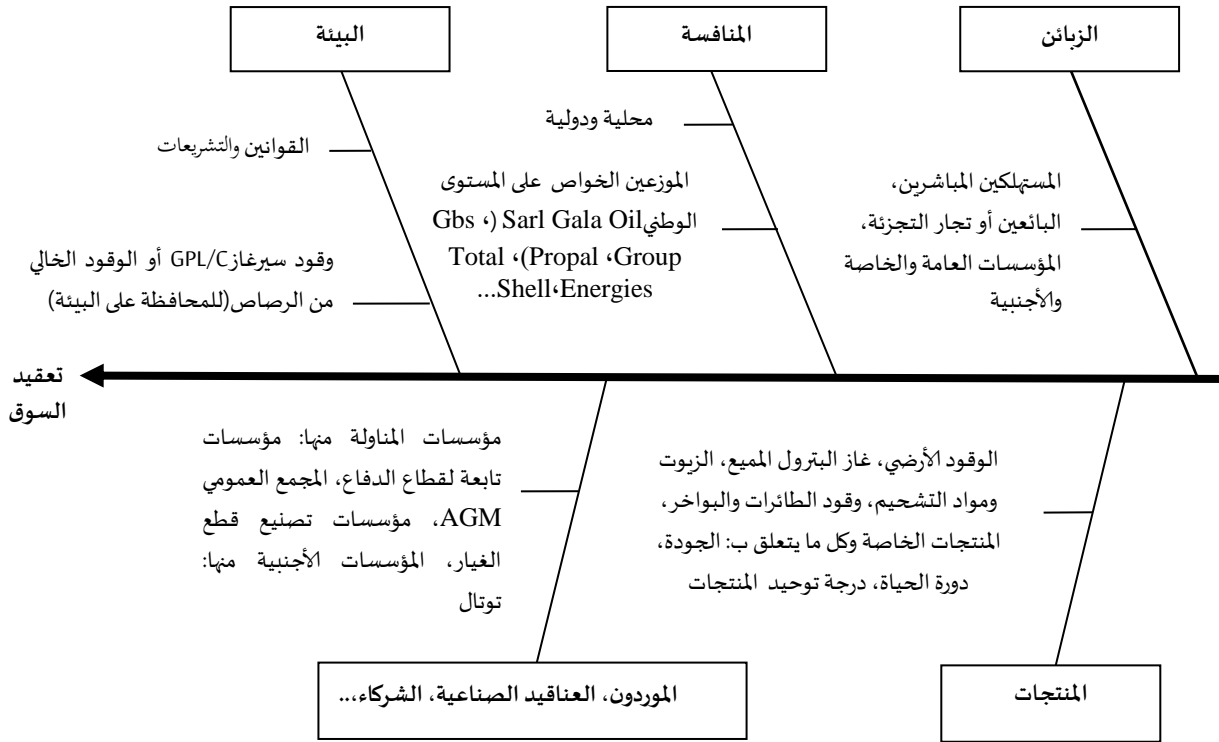 الزبائن
المنافسة
البيئة
المستهلكين المباشرين،
البائعين أو تجار التجزئة،
المؤسسات العامة والخاصة
والأجنبية
محلية ودولية
الموزعين الخواص على المستوى
الوطنيSarl Gala Oil (، Gbs
Group، Propal)، Total
Energies،Shell...
القوانين والتشريعات
وقود سيرغازGPL/C أو الوقود الخالي
من الرصاص(للمحافظة على البيئة)
تعقيد
السوق
الوقود الأرضي، غاز البترول المميع، الزيوت
ومواد التشحيم، وقود الطائرات والبواخر،
المنتجات الخاصة وكل ما يتعلق ب: الجودة،
دورة الحياة، درجة توحيد المنتجات
مؤسسات المناولة منها: مؤسسات
تابعة لقطاع الدفاع، المجمع العمومي
AGM، مؤسسات تصنيع قطع
الغيار، المؤسسات الأجنبية منها:
توتال
المنتجات
الموردون، العناقيد الصناعية، الشركاء،..